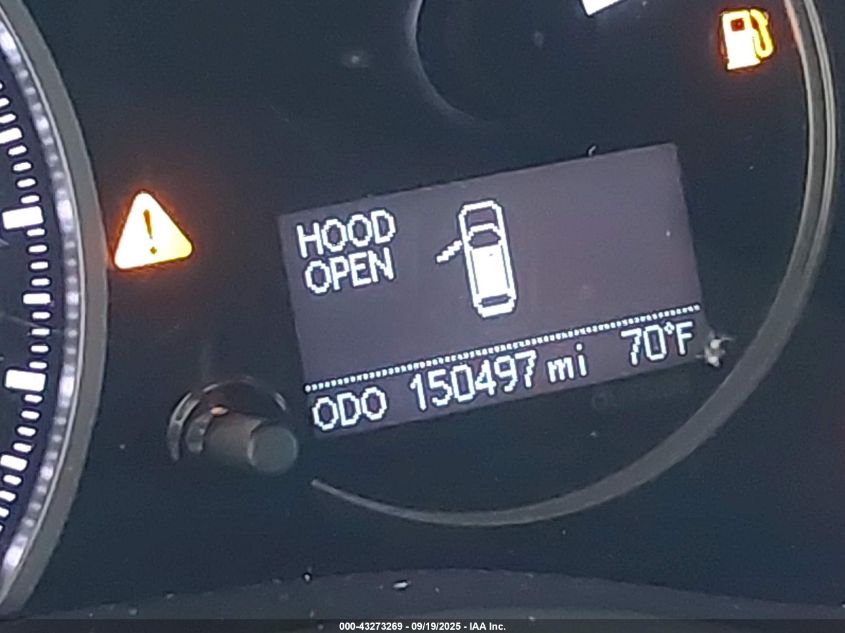 HOOD
OPEN
ODO 150497 mi 70°F
000-43273269 - 09/19/2025 - IAA Inc.